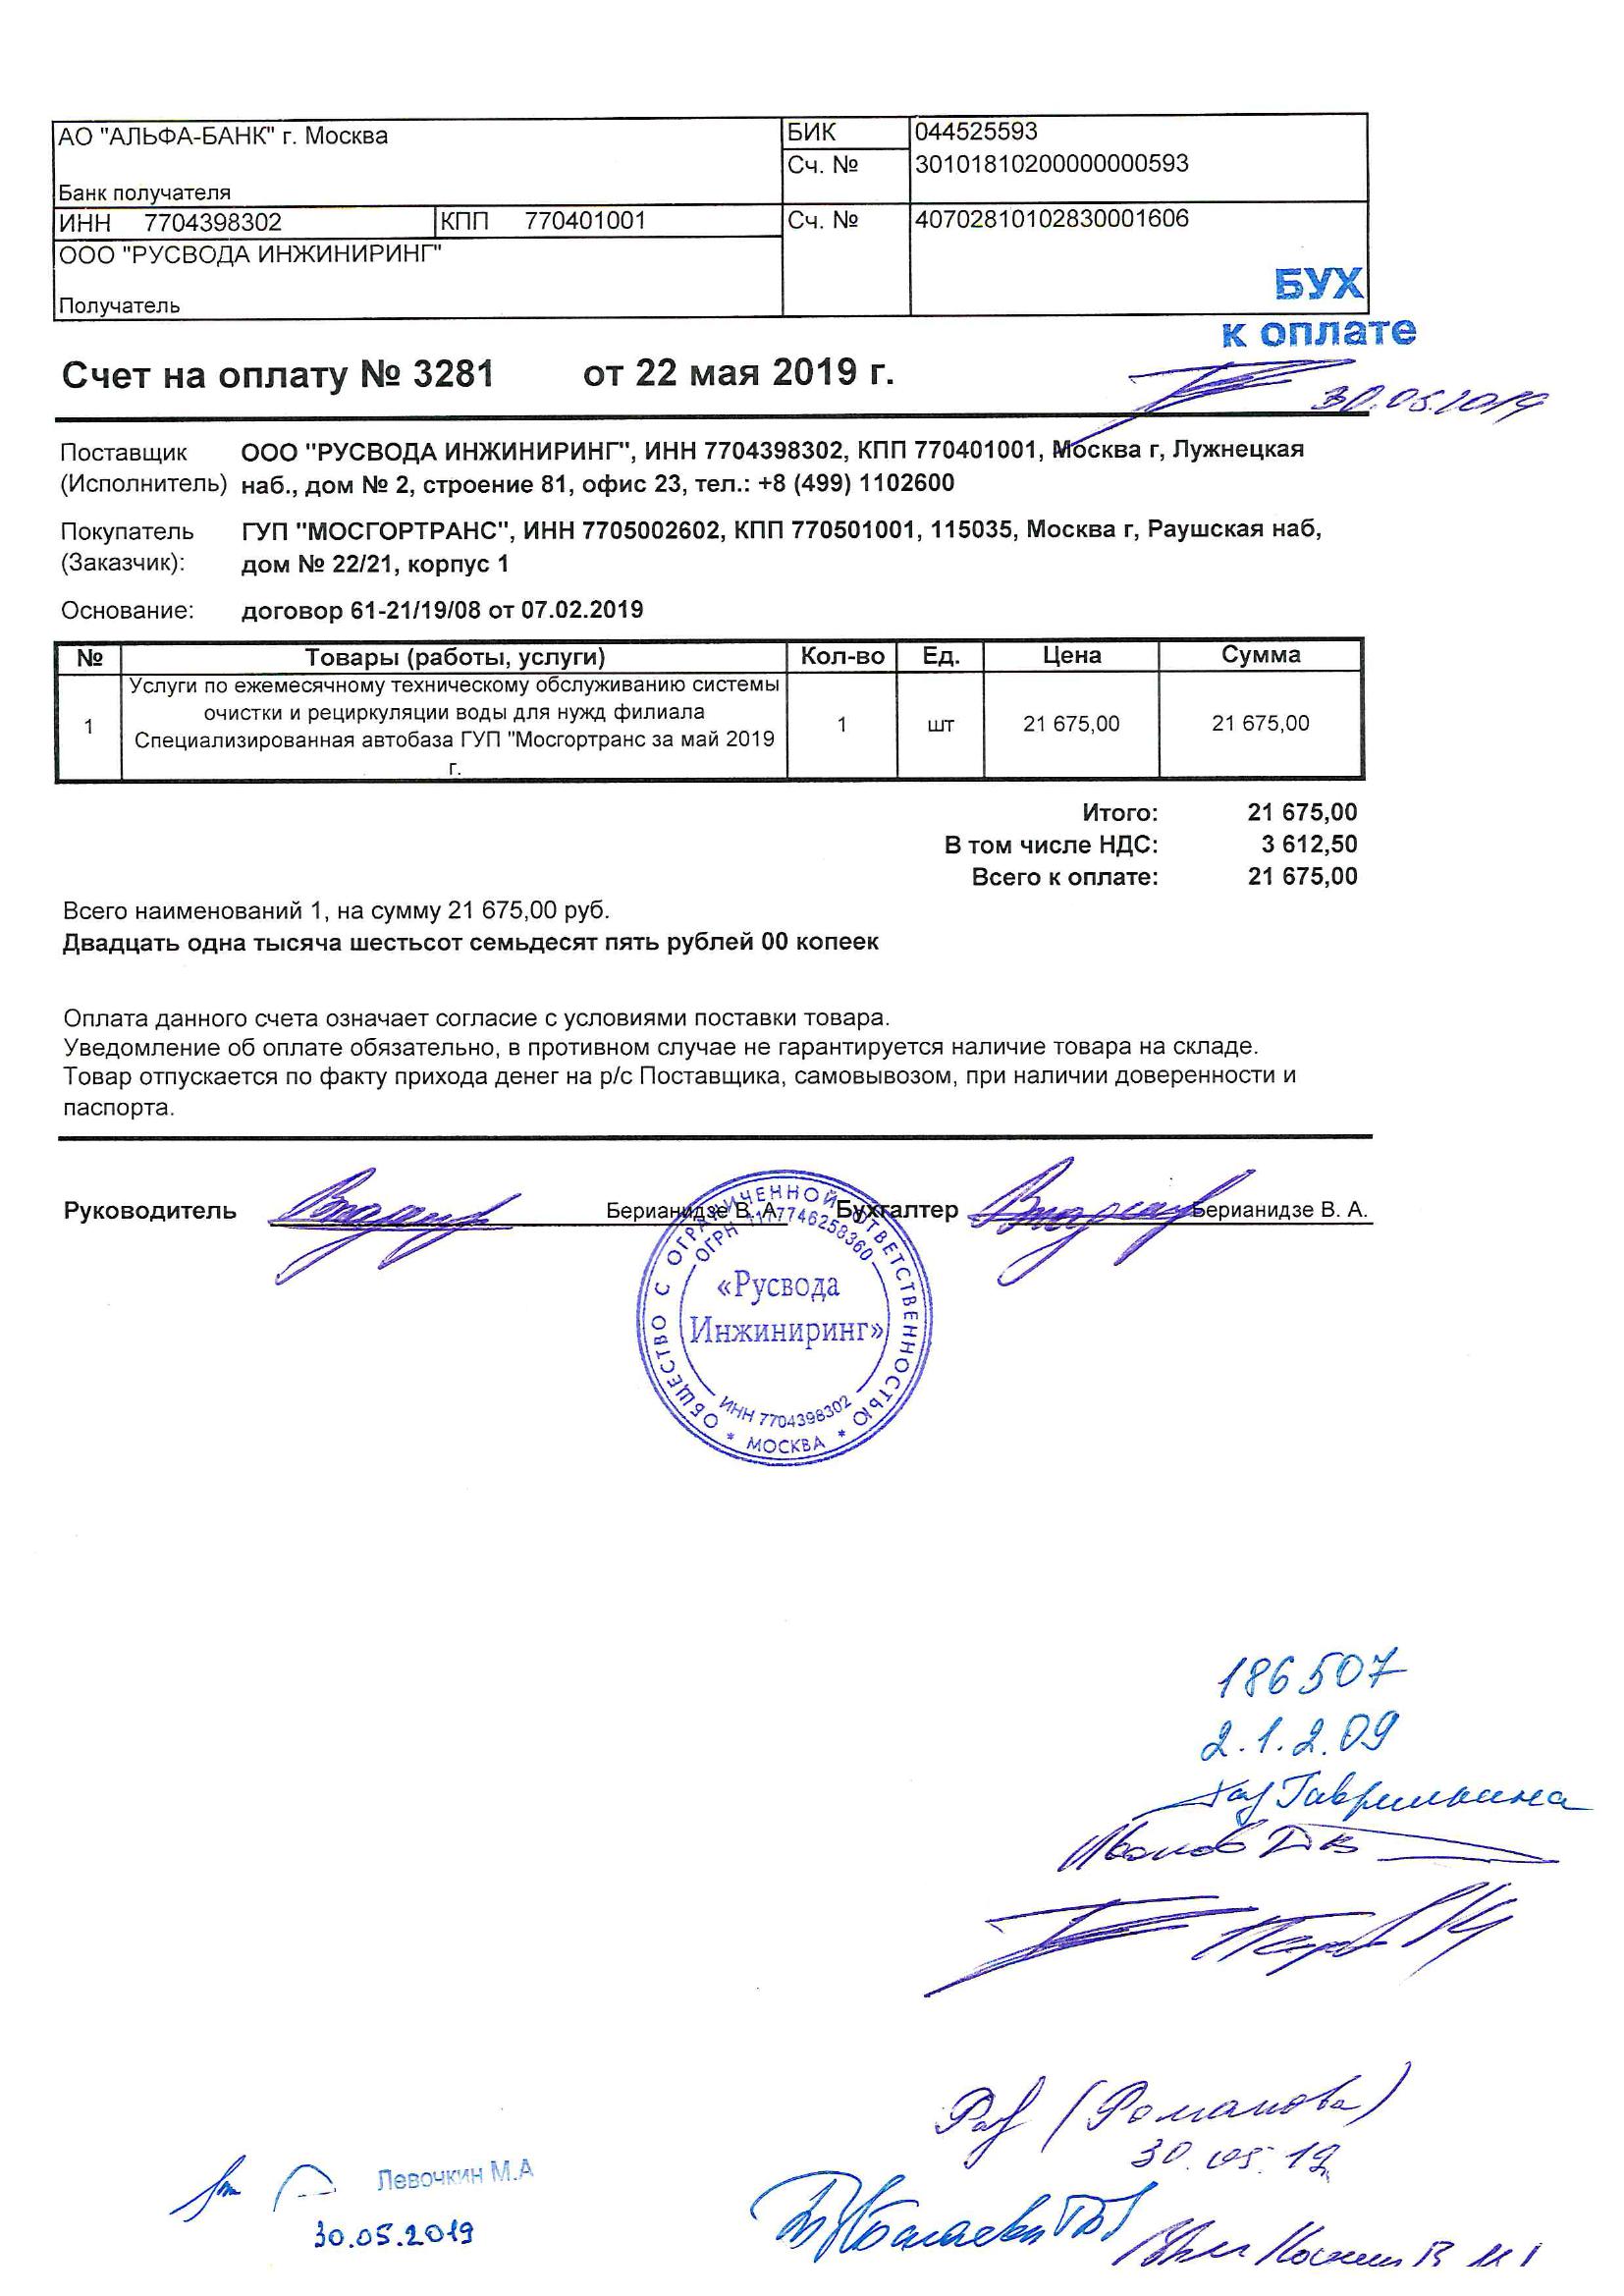 АО "АЛЬФА-БАНК" г. Москва
БИК 044525593
Сч. № 30101810200000000593
Банк получателя
ИНН 7704398302 КПП 770401001 Сч. № 40702810102830001606
ООО "РУСВОДА ИНЖИНИРИНГ"
Получатель
БУХ
к оплате
30.05.2019
Счет на оплату № 3281 от 22 мая 2019 г.
Поставщик ООО "РУСВОДА ИНЖИНИРИНГ", ИНН 7704398302, КПП 770401001, Москва г, Лужнецкая
(Исполнитель) наб., дом № 2, строение 81, офис 23, тел.: +8 (499) 1102600
Покупатель ГУП "МОСГОРТРАНС", ИНН 7705002602, КПП 770501001, 115035, Москва г, Раушская наб,
(Заказчик): дом № 22/21, корпус 1
Основание: договор 61-21/19/08 от 07.02.2019
№ Товары (работы, услуги) Кол-во Ед. Цена Сумма
Услуги по ежемесячному техническому обслуживанию системы
очистки и рециркуляции воды для нужд филиала
1 Специализированная автобаза ГУП "Мосгортранс за май 2019 1 шт 21 675,00 21 675,00
г.
Итого: 21 675,00
В том числе НДС: 3 612,50
Всего к оплате: 21 675,00
Всего наименований 1, на сумму 21 675,00 руб.
Двадцать одна тысяча шестьсот семьдесят пять рублей 00 копеек
Оплата данного счета означает согласие с условиями поставки товара.
Уведомление об оплате обязательно, в противном случае не гарантируется наличие товара на складе.
Товар отпускается по факту прихода денег на р/с Поставщика, самовывозом, при наличии доверенности и
паспорта.
Руководитель Берианидзе В. А. Бухгалтер Берианидзе В. А.
ОБЩЕСТВО С ОГРАНИЧЕННОЙ ОТВЕТСТВЕННОСТЬЮ
ОГРН 1177746258360
«Русвода
Инжиниринг»
ИНН 7704398302
* МОСКВА *
186507
2.1.2.09
Гаврилькина
Иванов
(Романова)
30.05.19
Левочкин М.А
30.05.2019